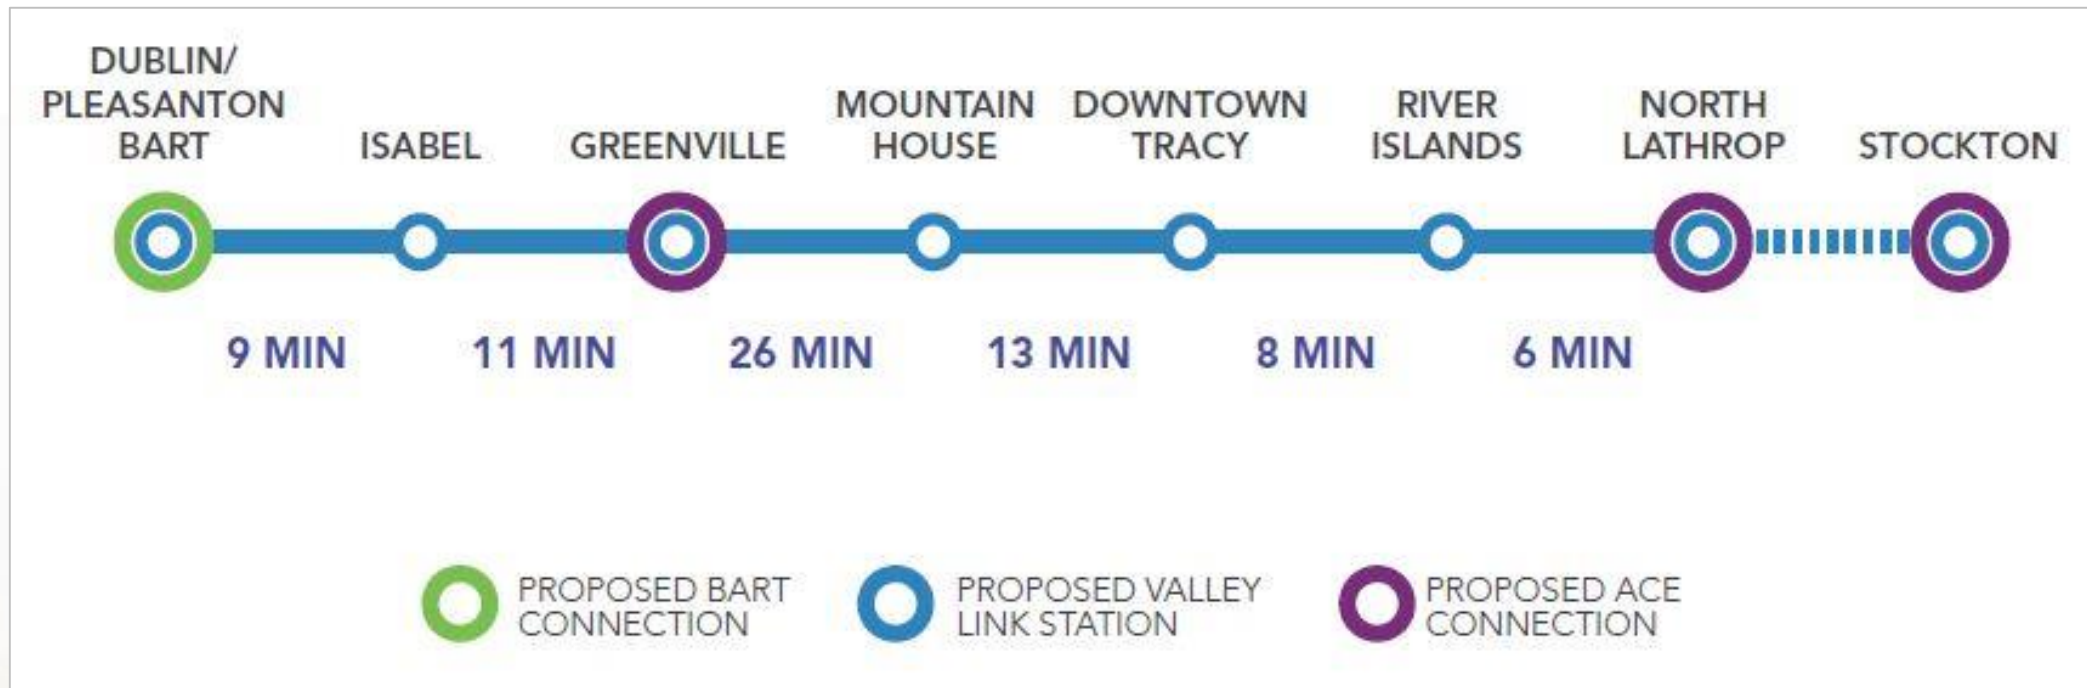 DUBLIN/
PLEASANTON
BART
ISABEL
GREENVILLE
MOUNTAIN
HOUSE
DOWNTOWN
TRACY
RIVER
ISLANDS
NORTH
LATHROP
STOCKTON
9 MIN
11 MIN
26 MIN
13 MIN
8 MIN
6 MIN
PROPOSED BART
CONNECTION
PROPOSED VALLEY
LINK STATION
PROPOSED ACE
CONNECTION